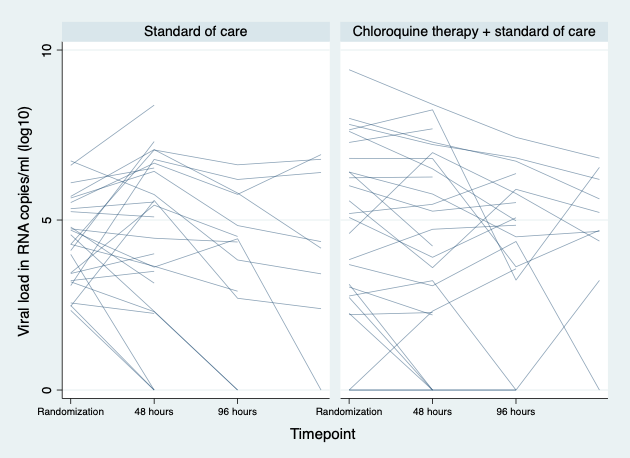 Standard of care
Chloroquine therapy + standard of care
Viral load in RNA copies/ml (log10)
10
5
0
Randomization 48 hours 96 hours Randomization 48 hours 96 hours
Timepoint